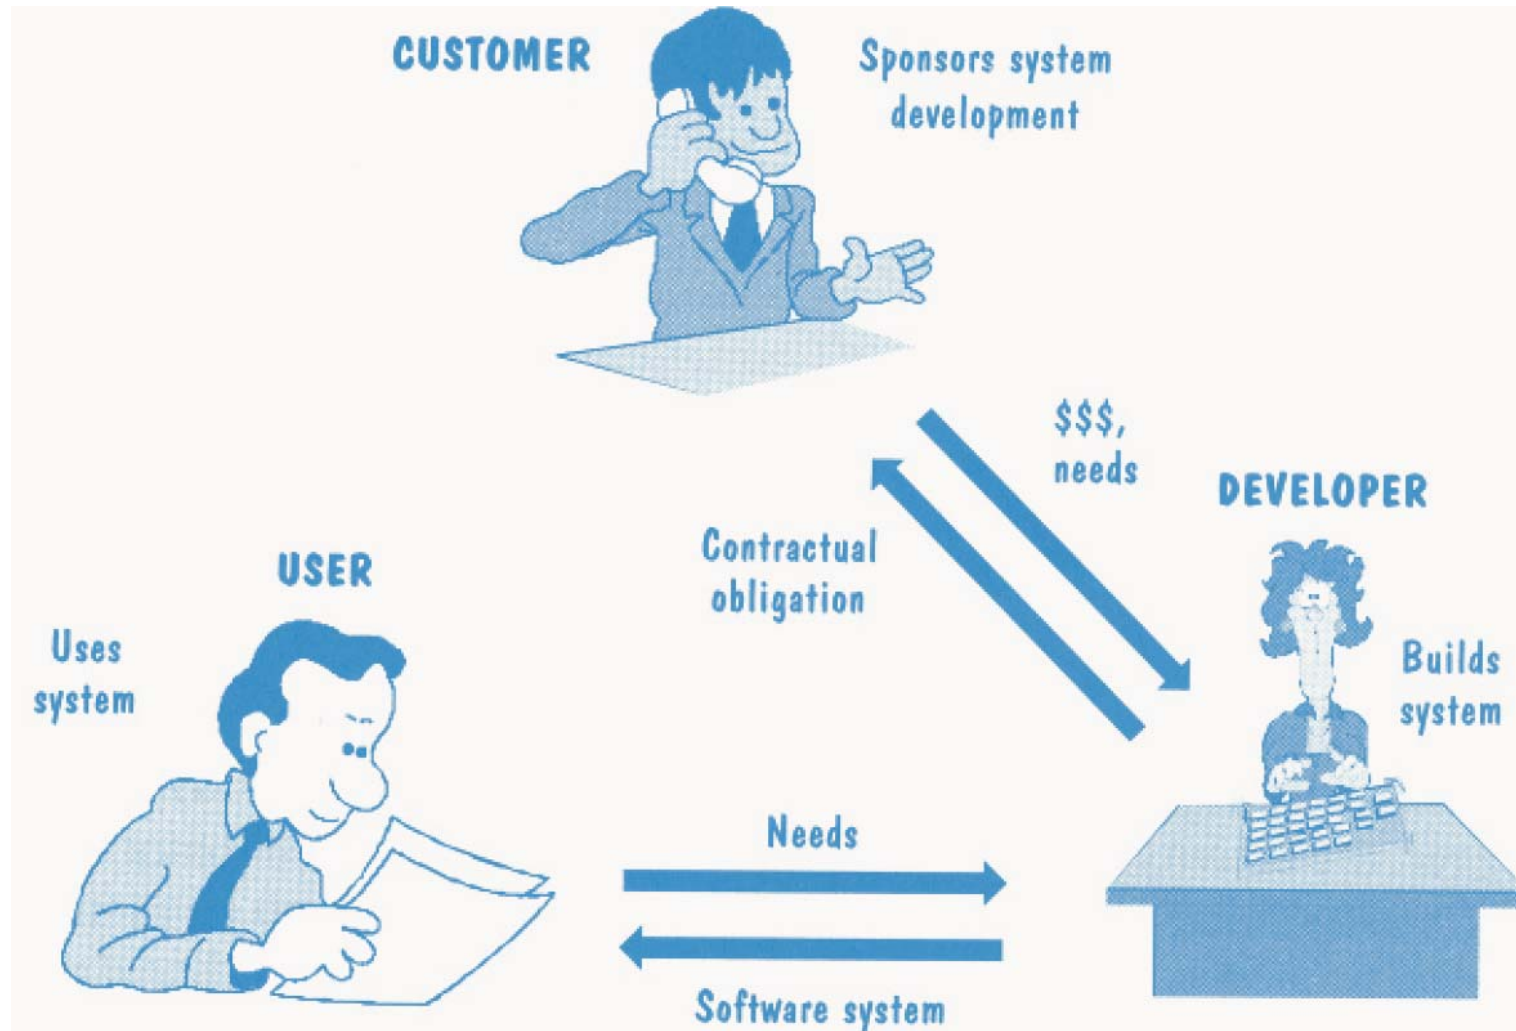 CUSTOMER
Sponsors system
development
$$$,
needs
DEVELOPER
Contractual
obligation
USER
Uses
system
Builds
system
Needs
Software system